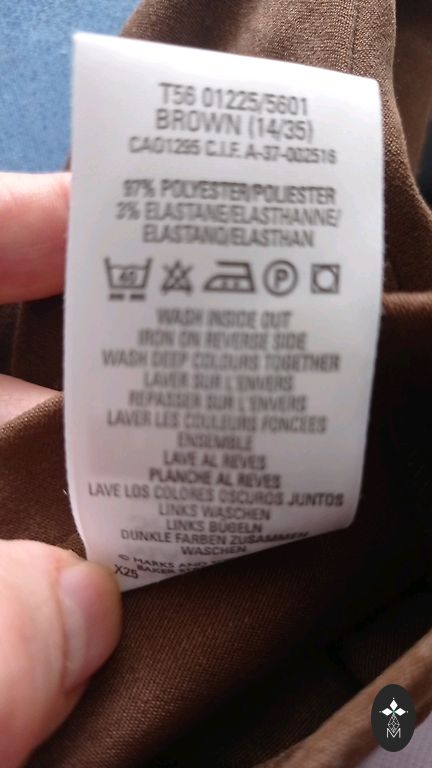 T56 01225/5601
BROWN (14/35)
CA01295 C.I.F. A-37-002516
97% POLYESTER/POLIESTER
3% ELASTANE/ELASTHANNE/
ELASTANO/ELASTHAN
40 P
WASH INSIDE OUT
IRON ON REVERSE SIDE
WASH DEEP COLOURS TOGETHER
LAVER SUR L'ENVERS
REPASSER SUR L'ENVERS
LAVER LES COULEURS FONCEES
ENSEMBLE
LAVE AL REVES
PLANCHE AL REVES
LAVE LOS COLORES OSCUROS JUNTOS
LINKS WASCHEN
LINKS BÜGELN
DUNKLE FARBEN ZUSAMMEN
WASCHEN
© MARKS AND
BAKER
X25
M